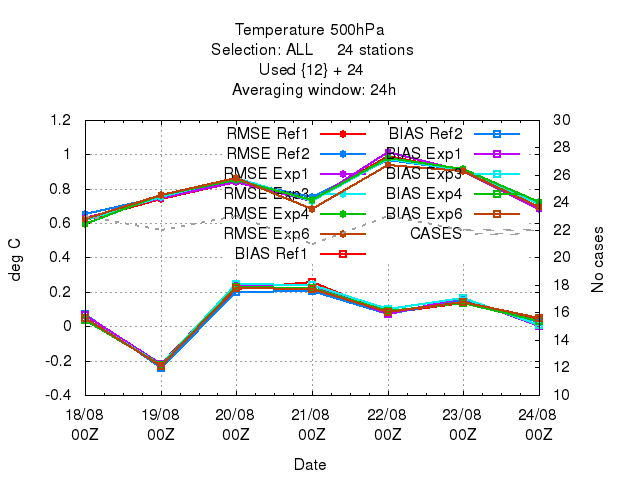 Temperature 500hPa
Selection: ALL 24 stations
Used {12} + 24
Averaging window: 24h
1.2
1
0.8
0.6
0.4
0.2
0
-0.2
-0.4
deg C
30
28
26
24
22
20
18
16
14
12
10
No cases
RMSE Ref1
RMSE Ref2
RMSE Exp1
RMSE Exp3
RMSE Exp4
RMSE Exp6
BIAS Ref1
BIAS Ref2
BIAS Exp1
BIAS Exp3
BIAS Exp4
BIAS Exp6
CASES
18/08 00Z
19/08 00Z
20/08 00Z
21/08 00Z
22/08 00Z
23/08 00Z
24/08 00Z
Date